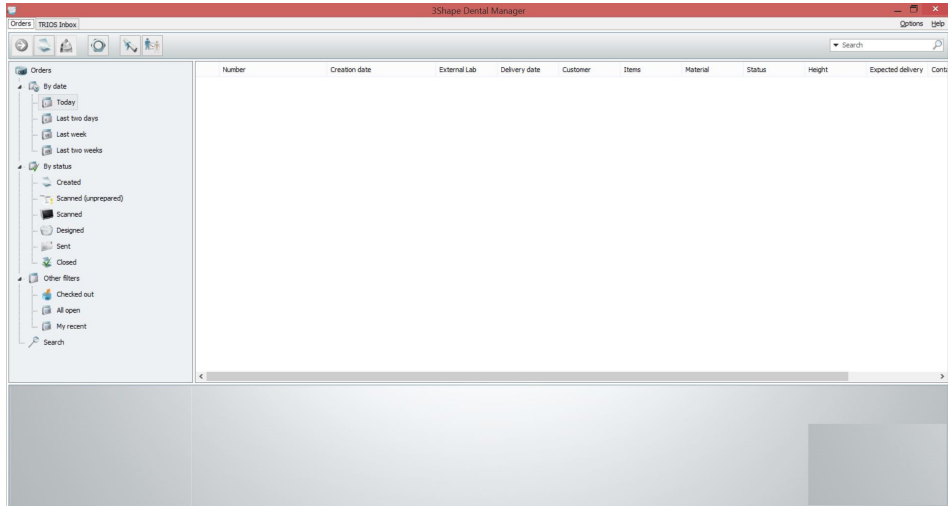 3Shape Dental Manager
Orders TRIOS Inbox Options Help
Search
Orders
By date
Today
Last two days
Last week
Last two weeks
By status
Created
Scanned (unprepared)
Scanned
Designed
Sent
Closed
Other filters
Checked out
All open
My recent
Search
Number Creation date External Lab Delivery date Customer Items Material Status Height Expected delivery Conta